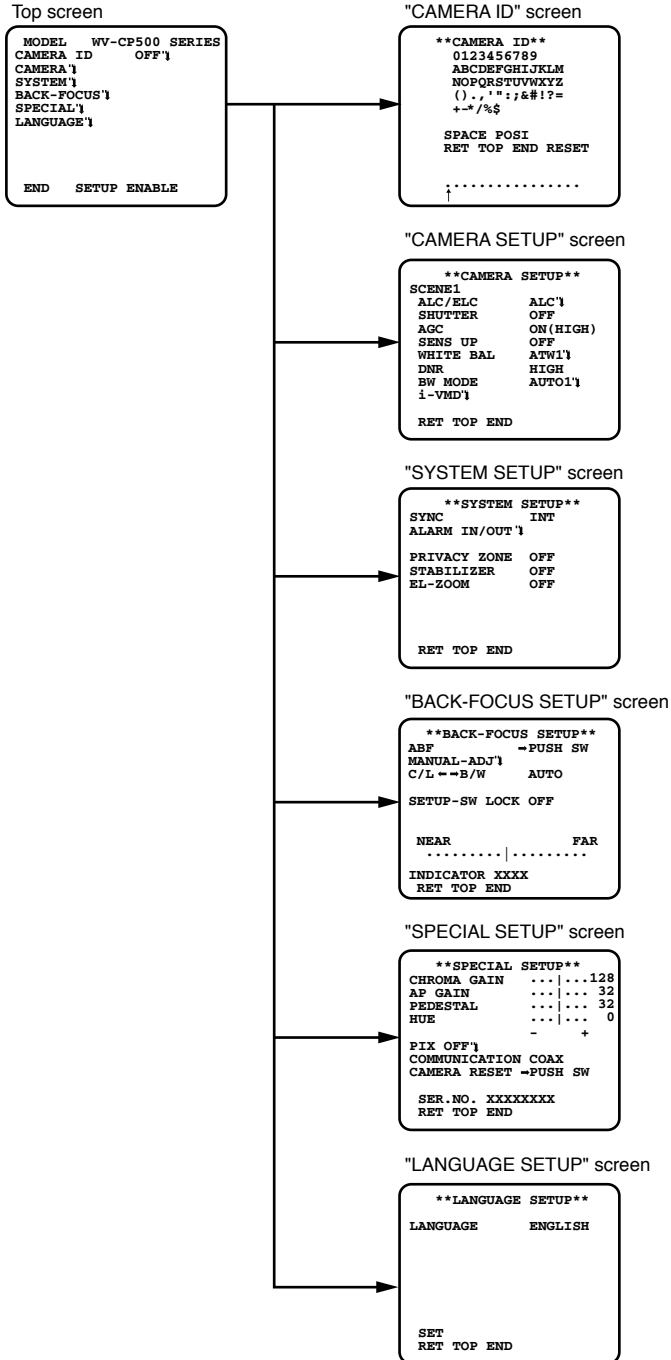 Top screen
MODEL WV-CP500 SERIES
CAMERA ID OFF
CAMERA
SYSTEM
BACK-FOCUS
SPECIAL
LANGUAGE
END SETUP ENABLE
"CAMERA ID" screen
**CAMERA ID**
0123456789
ABCDEFGHIJKLM
NOPQRSTUVWXYZ
().,'":;&#!?=
+-*/%$
SPACE POSI
RET TOP END RESET
................
↑
"CAMERA SETUP" screen
**CAMERA SETUP**
SCENE1
ALC/ELC ALC
SHUTTER OFF
AGC ON(HIGH)
SENS UP OFF
WHITE BAL ATW1
DNR HIGH
BW MODE AUTO1
i-VMD
RET TOP END
"SYSTEM SETUP" screen
**SYSTEM SETUP**
SYNC INT
ALARM IN/OUT
PRIVACY ZONE OFF
STABILIZER OFF
EL-ZOOM OFF
RET TOP END
"BACK-FOCUS SETUP" screen
**BACK-FOCUS SETUP**
ABF →PUSH SW
MANUAL-ADJ
C/L←→B/W AUTO
SETUP-SW LOCK OFF
NEAR FAR
.........|.........
INDICATOR XXXX
RET TOP END
"SPECIAL SETUP" screen
**SPECIAL SETUP**
CHROMA GAIN ...|...128
AP GAIN ...|... 32
PEDESTAL ...|... 32
HUE ...|... 0
- +
PIX OFF
COMMUNICATION COAX
CAMERA RESET →PUSH SW
SER.NO. XXXXXXXX
RET TOP END
"LANGUAGE SETUP" screen
**LANGUAGE SETUP**
LANGUAGE ENGLISH
SET
RET TOP END